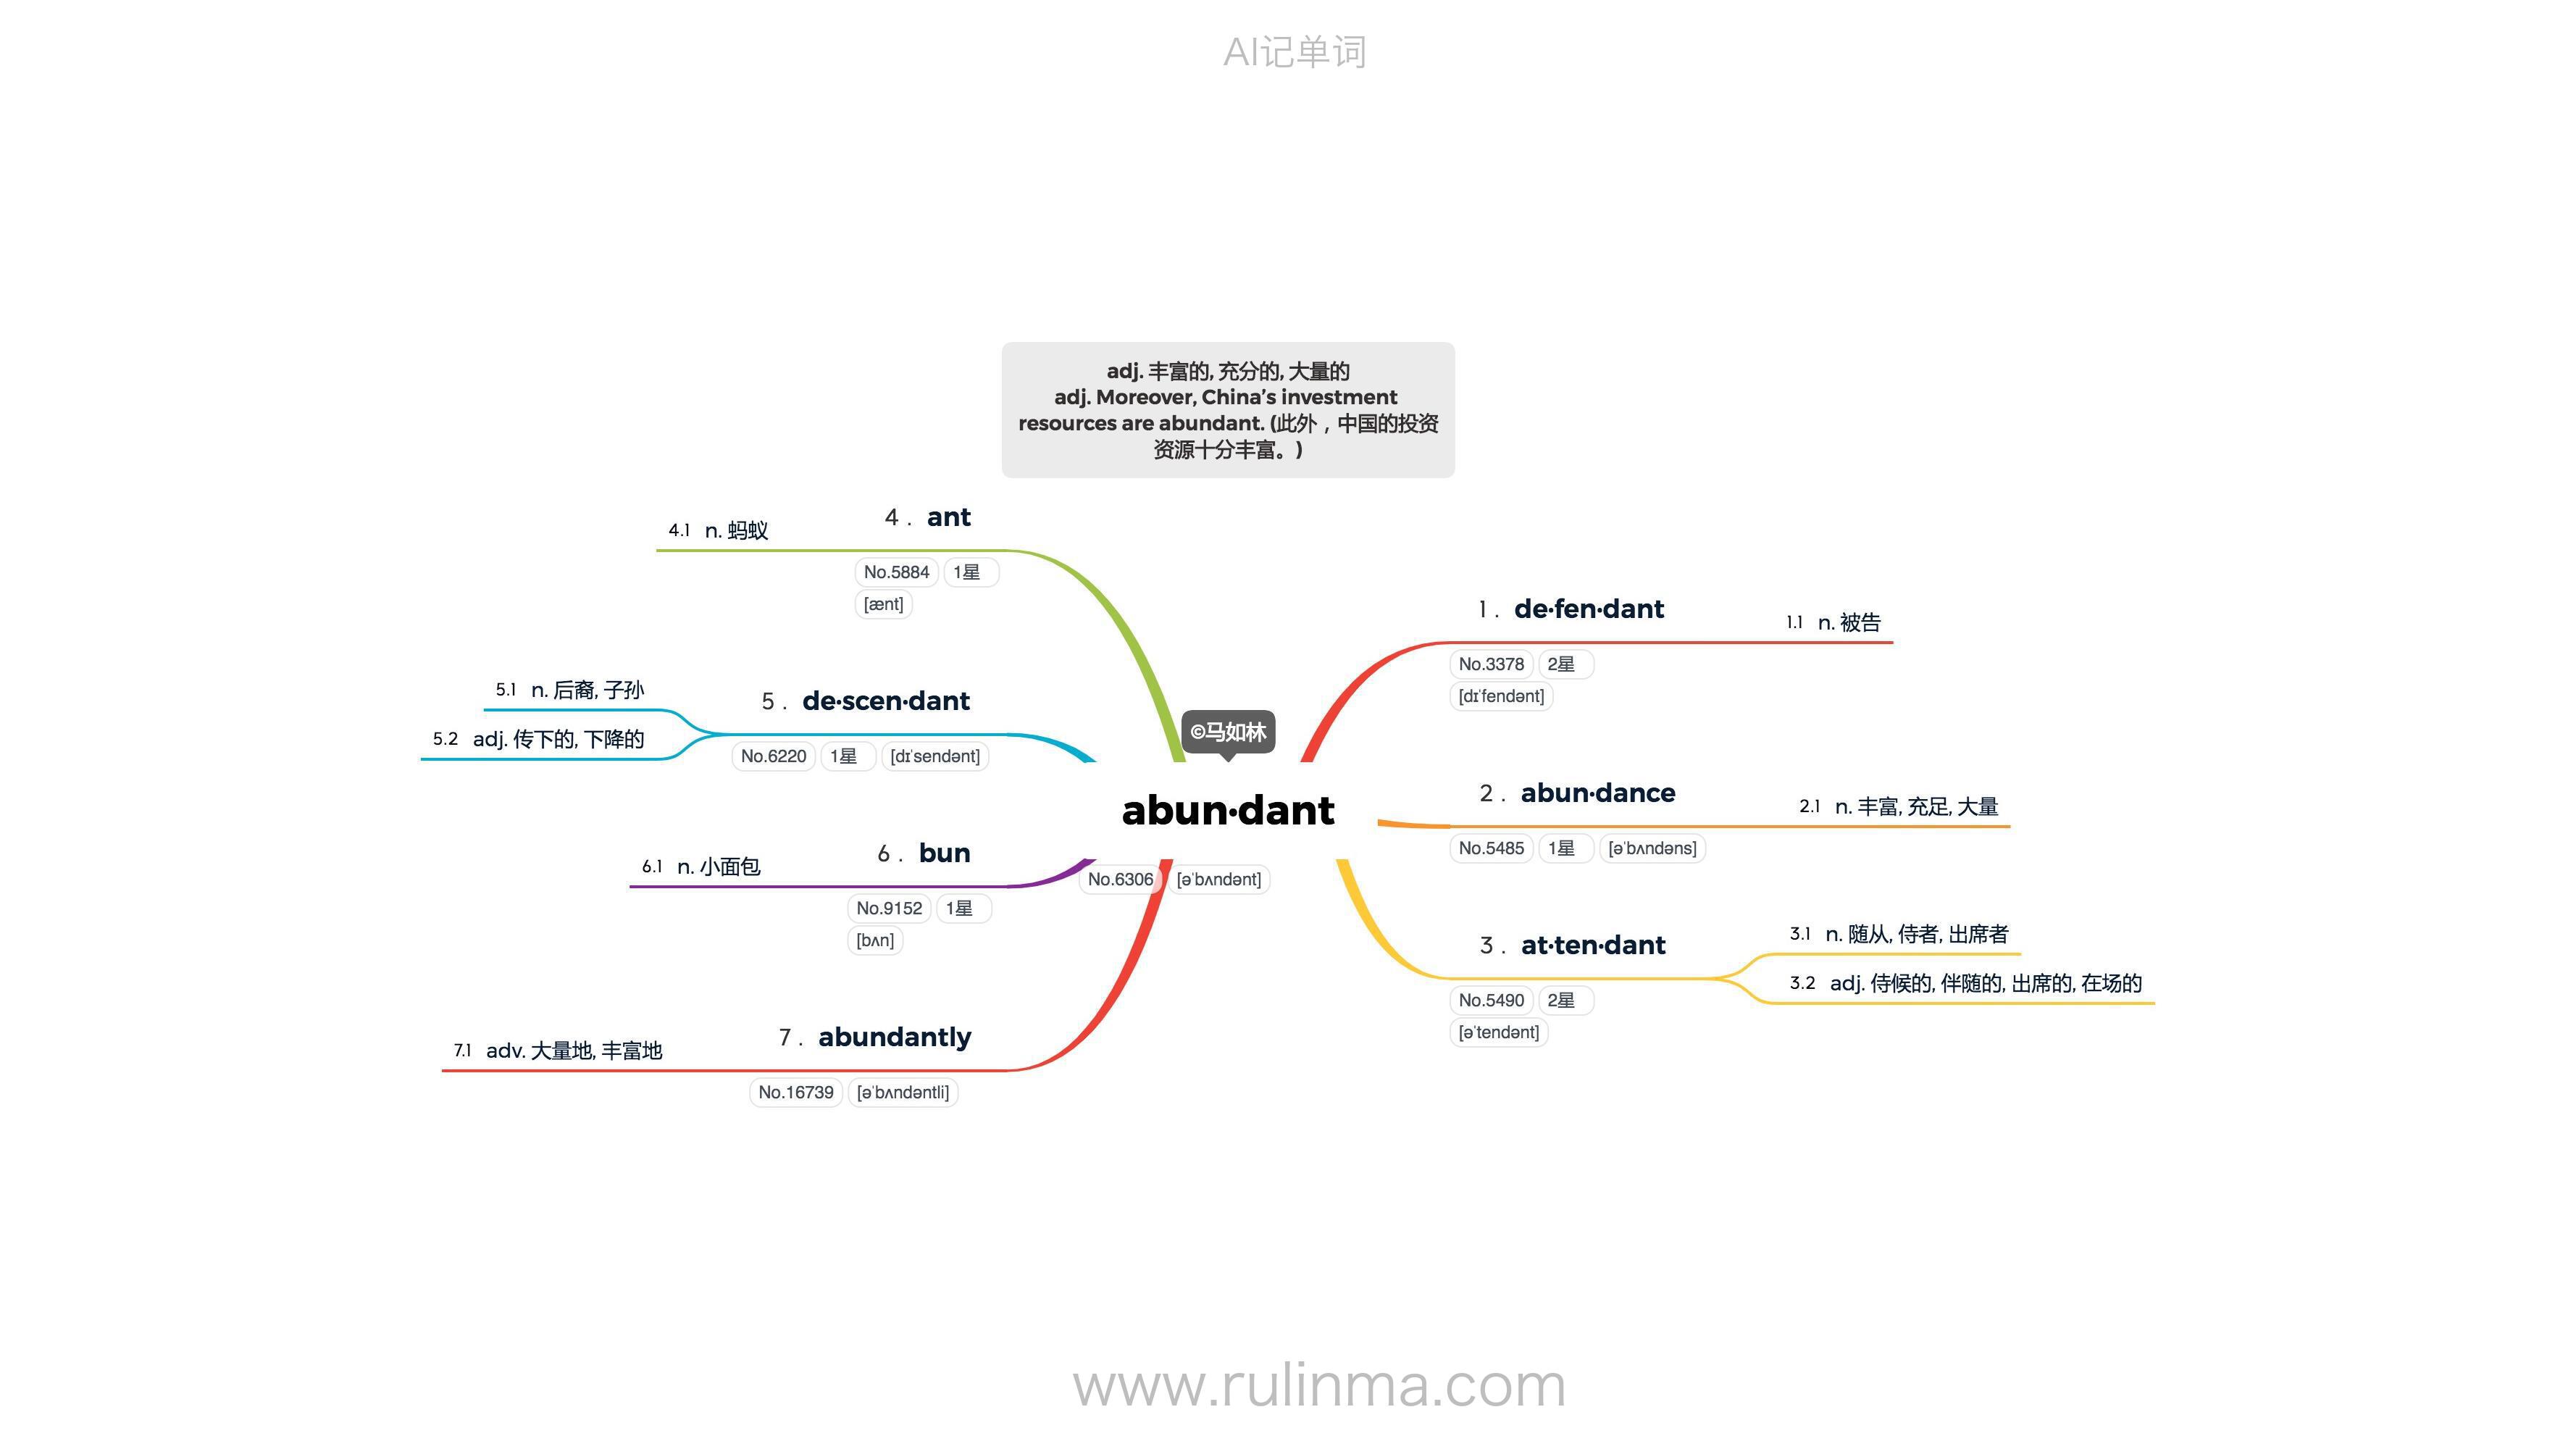 AI记单词
adj. 丰富的, 充分的, 大量的
adj. Moreover, China’s investment
resources are abundant. (此外，中国的投资
资源十分丰富。)
4 . ant
4.1 n. 蚂蚁
No.5884 1星
[ænt]
5 . de·scen·dant
5.1 n. 后裔, 子孙
5.2 adj. 传下的, 下降的
No.6220 1星 [dɪˈsendənt]
6 . bun
6.1 n. 小面包
No.9152 1星
[bʌn]
7 . abundantly
7.1 adv. 大量地, 丰富地
No.16739 [əˈbʌndəntli]
©马如林
abun·dant
No.6306 [əˈbʌndənt]
1 . de·fen·dant
1.1 n. 被告
No.3378 2星
[dɪˈfendənt]
2 . abun·dance
2.1 n. 丰富, 充足, 大量
No.5485 1星 [əˈbʌndəns]
3 . at·ten·dant
3.1 n. 随从, 侍者, 出席者
3.2 adj. 侍候的, 伴随的, 出席的, 在场的
No.5490 2星
[əˈtendənt]
www.rulinma.com